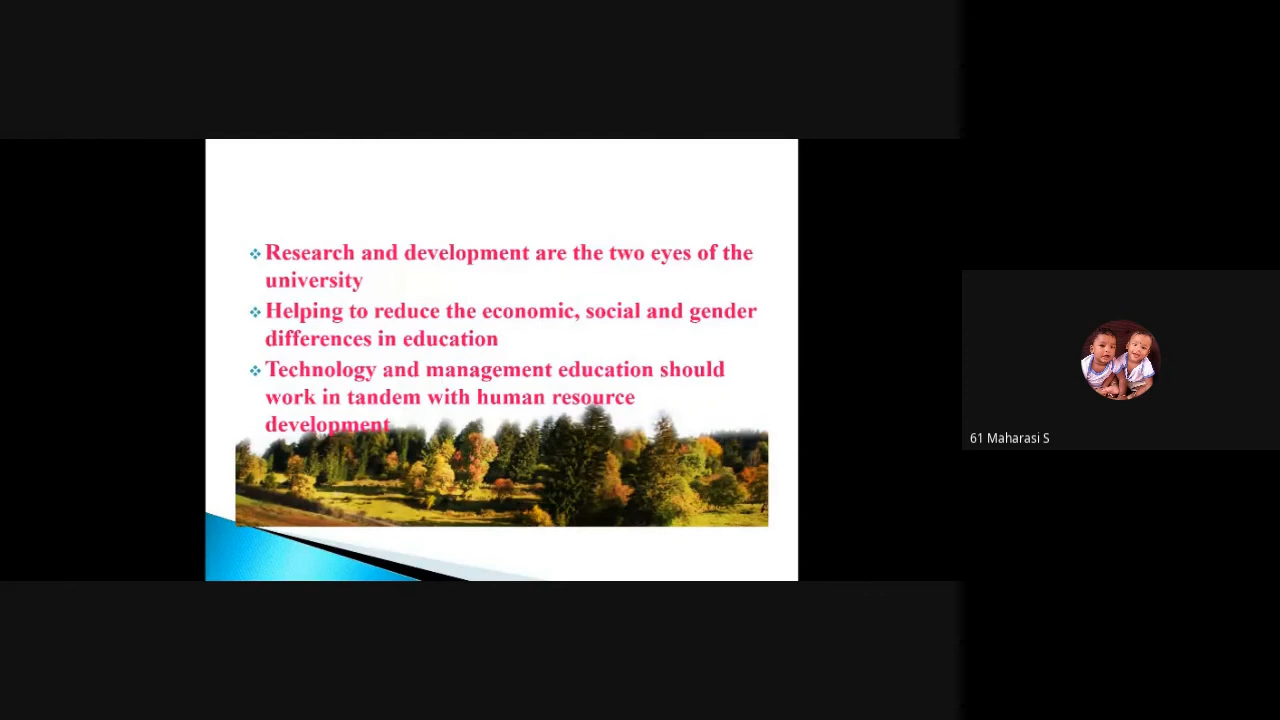 ❖Research and development are the two eyes of the
university
❖Helping to reduce the economic, social and gender
differences in education
❖Technology and management education should
work in tandem with human resource
development
61 Maharasi S